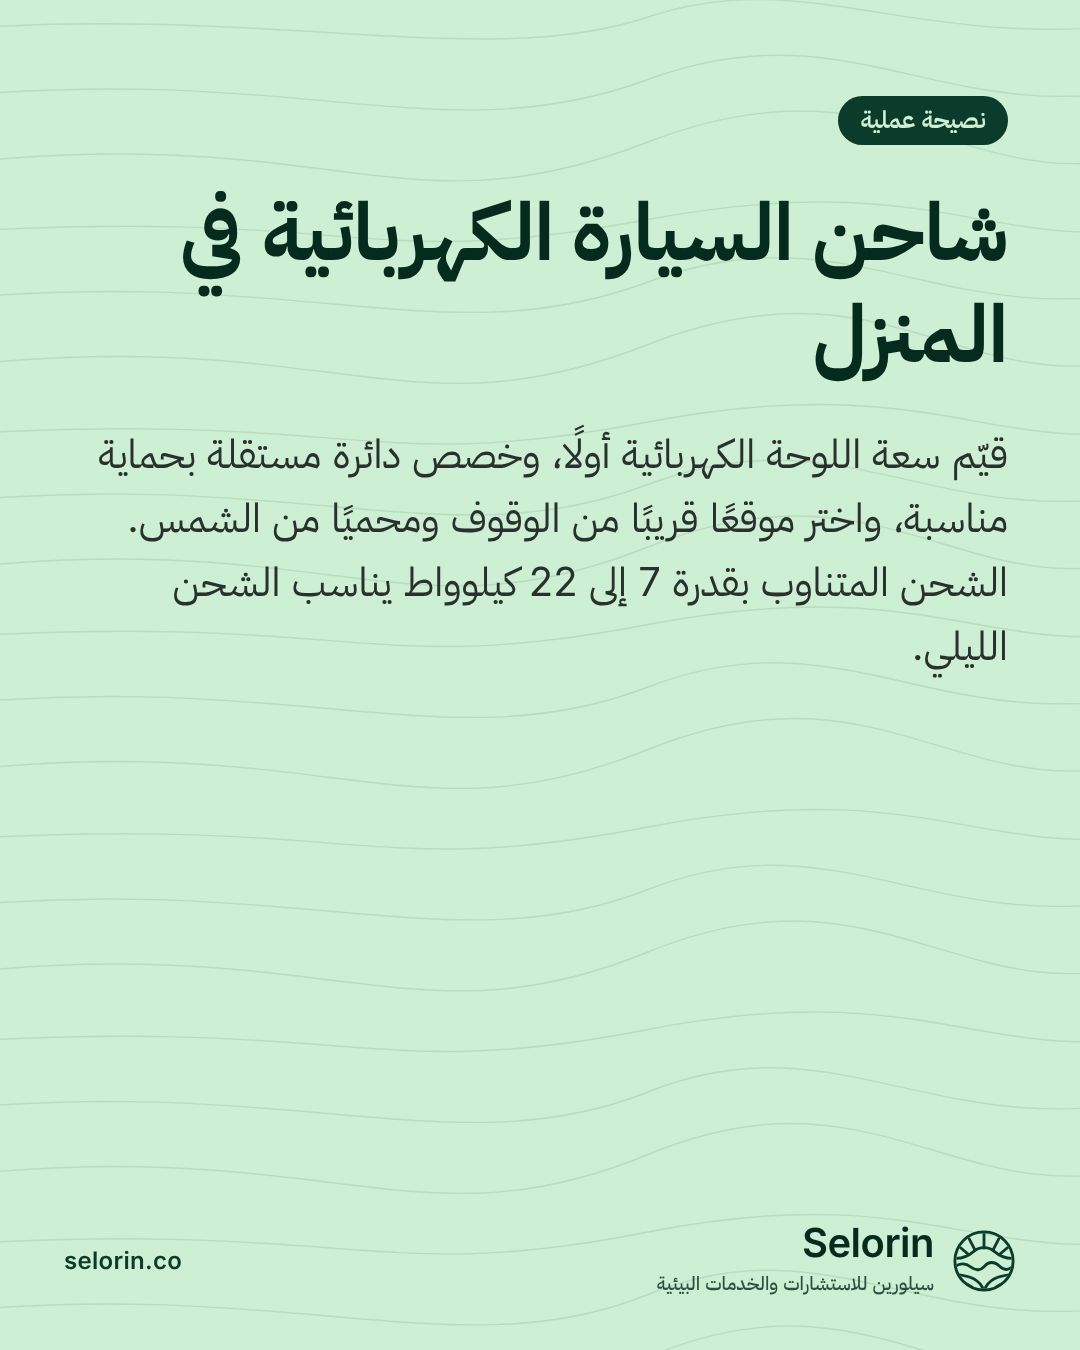 نصيحة عملية
شاحن السيارة الكهربائية في
المنزل
قيّم سعة اللوحة الكهربائية أولًا، وخصص دائرة مستقلة بحماية
مناسبة، واختر موقعًا قريبًا من الوقوف ومحميًا من الشمس.
الشحن المتناوب بقدرة 7 إلى 22 كيلوواط يناسب الشحن
الليلي.
Selorin
سيلورين للاستشارات والخدمات البيئية
selorin.co